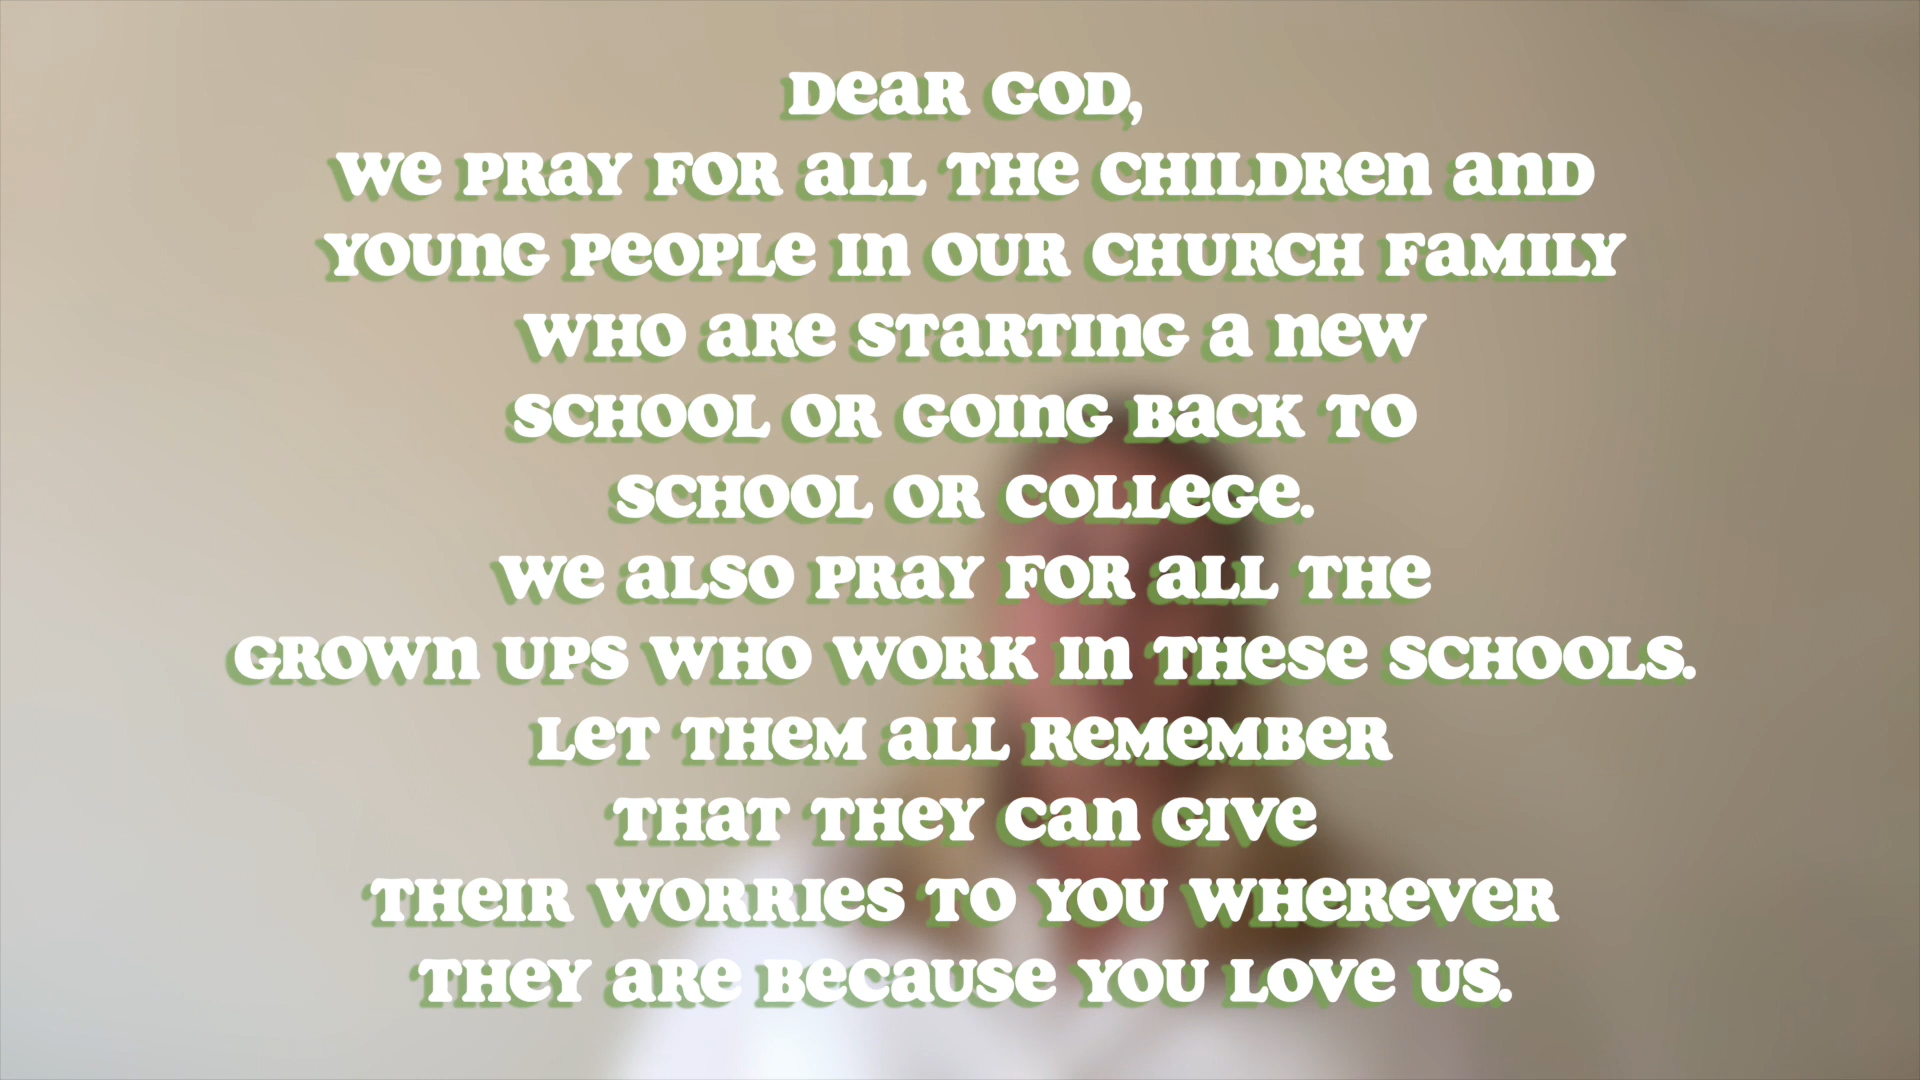 Dear God,
we pray for all the children and
young people in our church family
who are starting a new
school or going back to
school or college.
We also pray for all the
grown ups who work in these schools.
Let them all remember
that they can give
their worries to you wherever
they are because you love us.